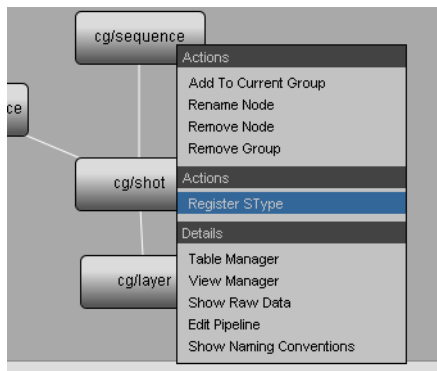 cg/sequence
Actions
Add To Current Group
Rename Node
ce
Remove Node
Remove Group
Actions
cg/shot
Register SType
Details
Table Manager
cg/layer
View Manager
Show Raw Data
Edit Pipeline
Show Naming Conventions